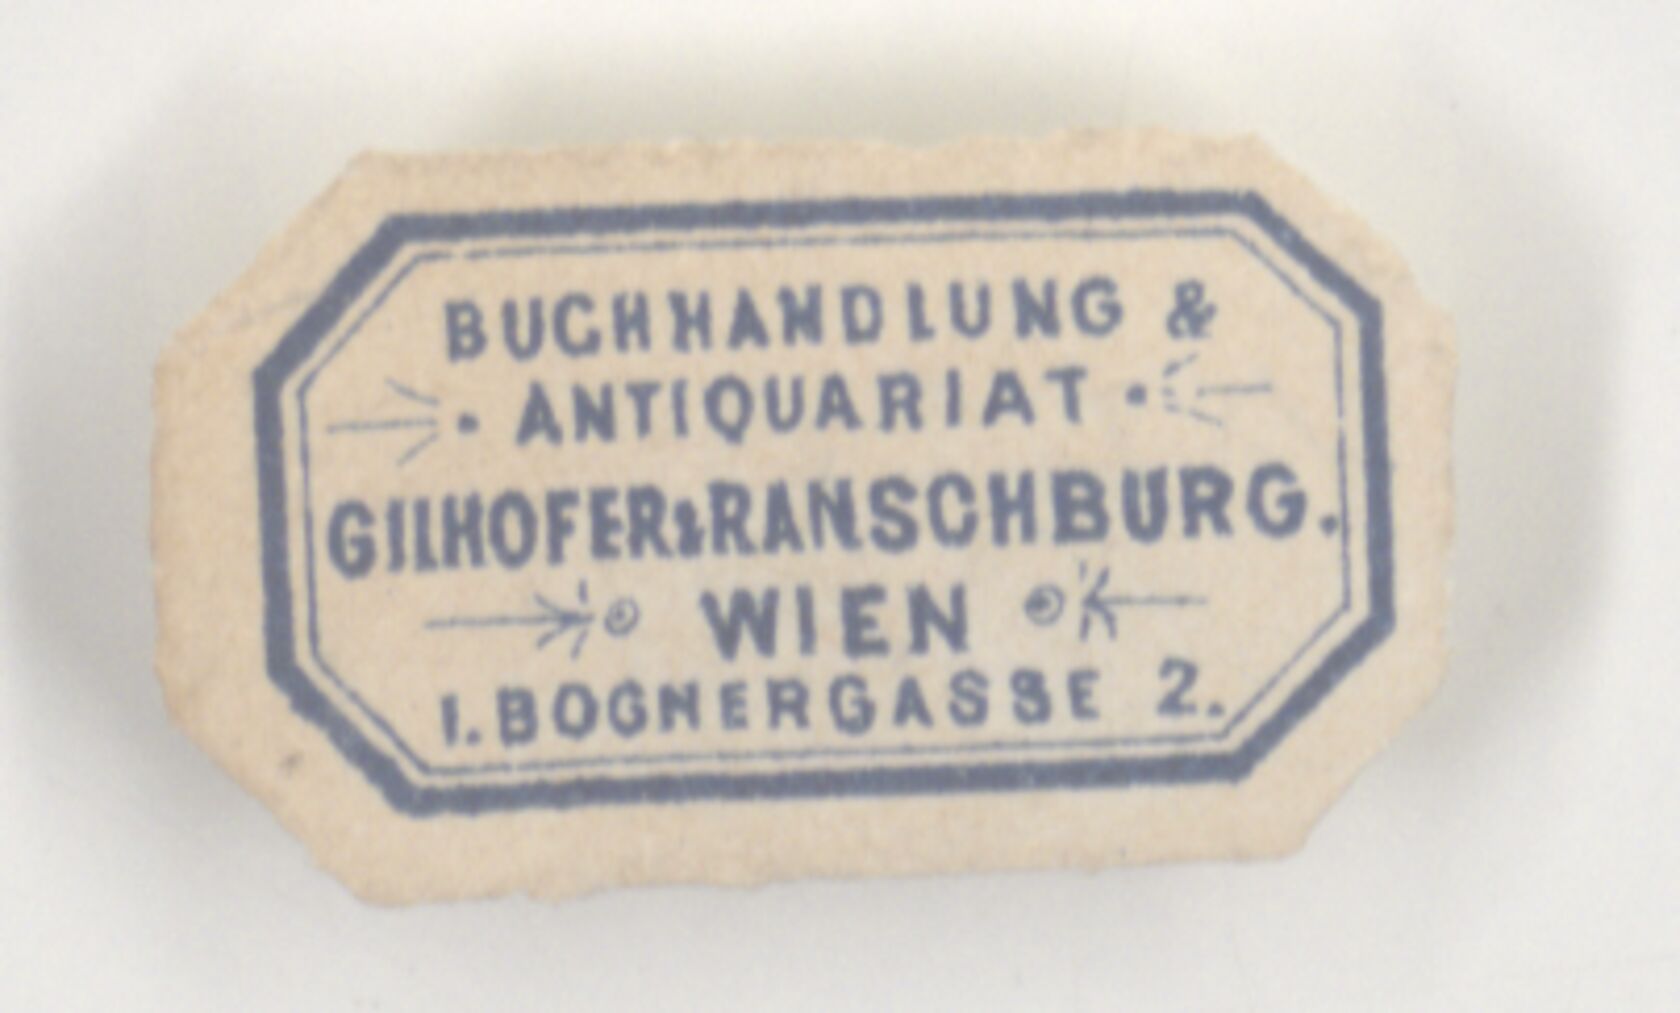 BUCHHANDLUNG &
ANTIQUARIAT
GILHOFER & RANSCHBURG.
WIEN
I. BOGNERGASSE 2.